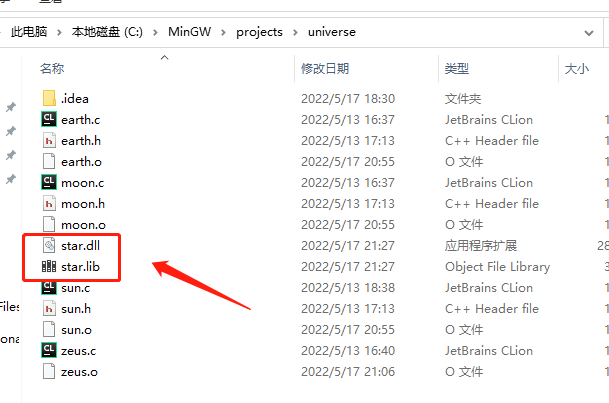 此电脑 > 本地磁盘 (C:) > MinGW > projects > universe
名称 修改日期 类型 大小
.idea 2022/5/17 18:30 文件夹
earth.c 2022/5/13 16:37 JetBrains CLion 1
earth.h 2022/5/13 17:13 C++ Header file 1
earth.o 2022/5/17 20:55 O 文件 1
moon.c 2022/5/13 16:37 JetBrains CLion 1
moon.h 2022/5/13 17:13 C++ Header file 1
moon.o 2022/5/17 20:55 O 文件 1
star.dll 2022/5/17 21:27 应用程序扩展 28
star.lib 2022/5/17 21:27 Object File Library 3
sun.c 2022/5/13 18:38 JetBrains CLion 1
Files
sun.h 2022/5/13 17:13 C++ Header file 1
sun.o 2022/5/17 20:55 O 文件 1
ona
zeus.c 2022/5/13 16:40 JetBrains CLion 1
zeus.o 2022/5/17 21:06 O 文件 1